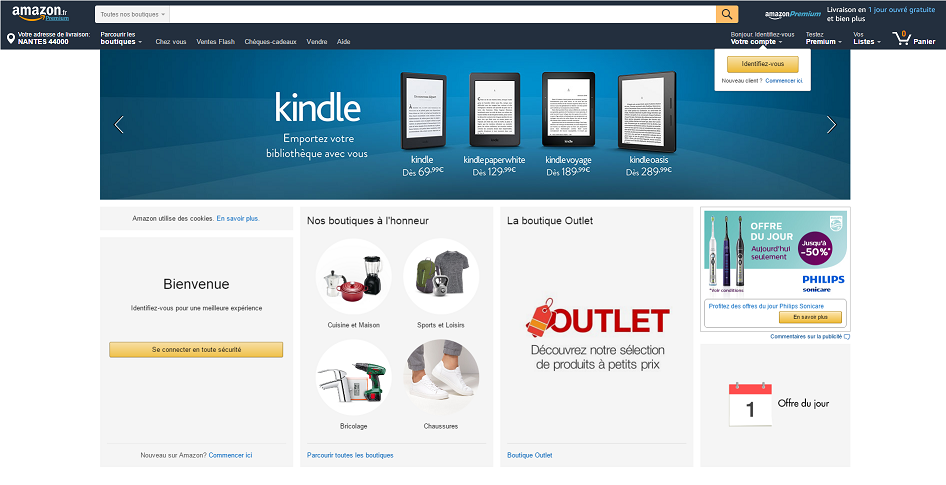 amazon.fr
Premium
Toutes nos boutiques
amazonPremium
Livraison en 1 jour ouvré gratuite
et bien plus
Votre adresse de livraison:
NANTES 44000
Parcourir les
boutiques
Chez vous
Ventes Flash
Chèques-cadeaux
Vendre
Aide
Bonjour. Identifiez-vous
Votre compte
Testez
Premium
Vos
Listes
0
Panier
Identifiez-vous
Nouveau client ? Commencer ici.
kindle
Emportez votre
bibliothèque avec vous
kindle
Dès 69,99€
kindle paperwhite
Dès 129,99€
kindle voyage
Dès 189,99€
kindle oasis
Dès 289,99€
Amazon utilise des cookies. En savoir plus.
Bienvenue
Identifiez-vous pour une meilleure expérience
Se connecter en toute sécurité
Nouveau sur Amazon? Commencer ici
Nos boutiques à l'honneur
Cuisine et Maison
Sports et Loisirs
Bricolage
Chaussures
Parcourir toutes les boutiques
La boutique Outlet
OUTLET
Découvrez notre sélection
de produits à petits prix
Boutique Outlet
OFFRE
DU JOUR
Aujourd'hui
seulement
Jusqu'à
-50%*
*Voir conditions
PHILIPS
sonicare
Profitez des offres du jour Philips Sonicare
En savoir plus
Commentaires sur la publicité
1
Offre du jour